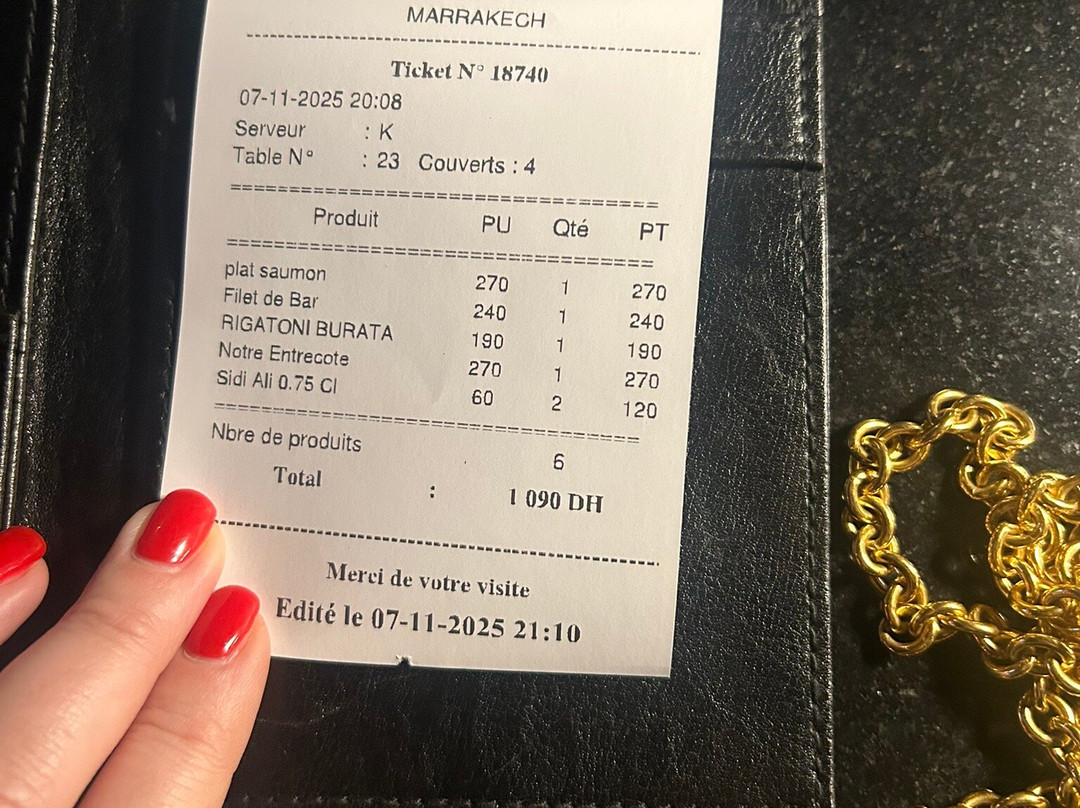 MARRAKECH
Ticket N° 18740
07-11-2025 20:08
Serveur : K
Table N° : 23 Couverts : 4
Produit PU Qté PT
plat saumon 270 1 270
Filet de Bar 240 1 240
RIGATONI BURATA 190 1 190
Notre Entrecote 270 1 270
Sidi Ali 0.75 Cl 60 2 120
Nbre de produits 6
Total : 1 090 DH
Merci de votre visite
Edité le 07-11-2025 21:10